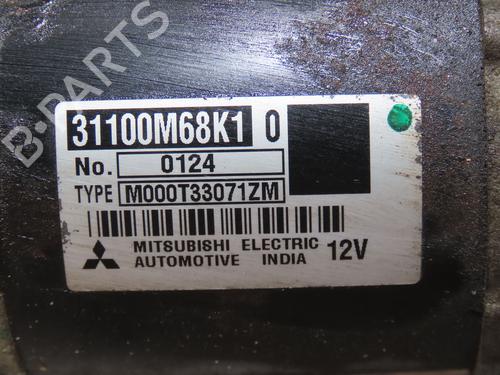 B-PARTS
31100M68K1 0
No. 0124
TYPE M000T33071ZM
MITSUBISHI ELECTRIC
AUTOMOTIVE INDIA 12V